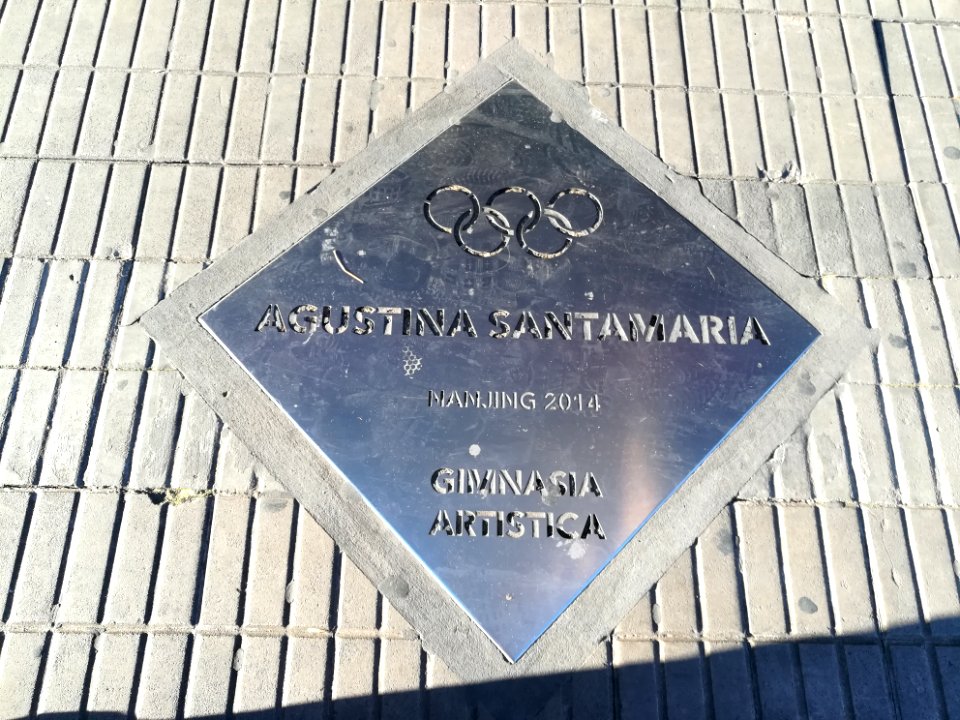 AGUSTINA SANTAMARIA
NANJING 2014
GIMNASIA
ARTISTICA